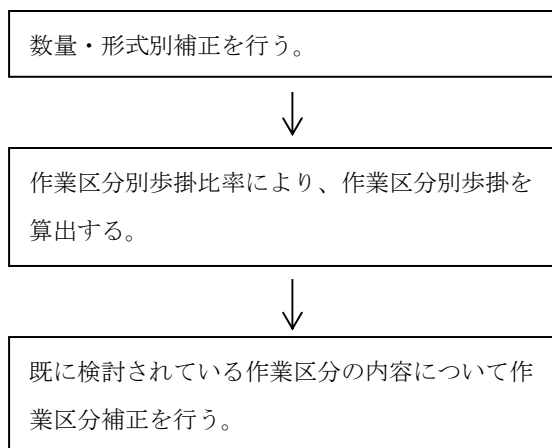 数量・形式別補正を行う。
作業区分別歩掛比率により、作業区分別歩掛を
算出する。
既に検討されている作業区分の内容について作
業区分補正を行う。